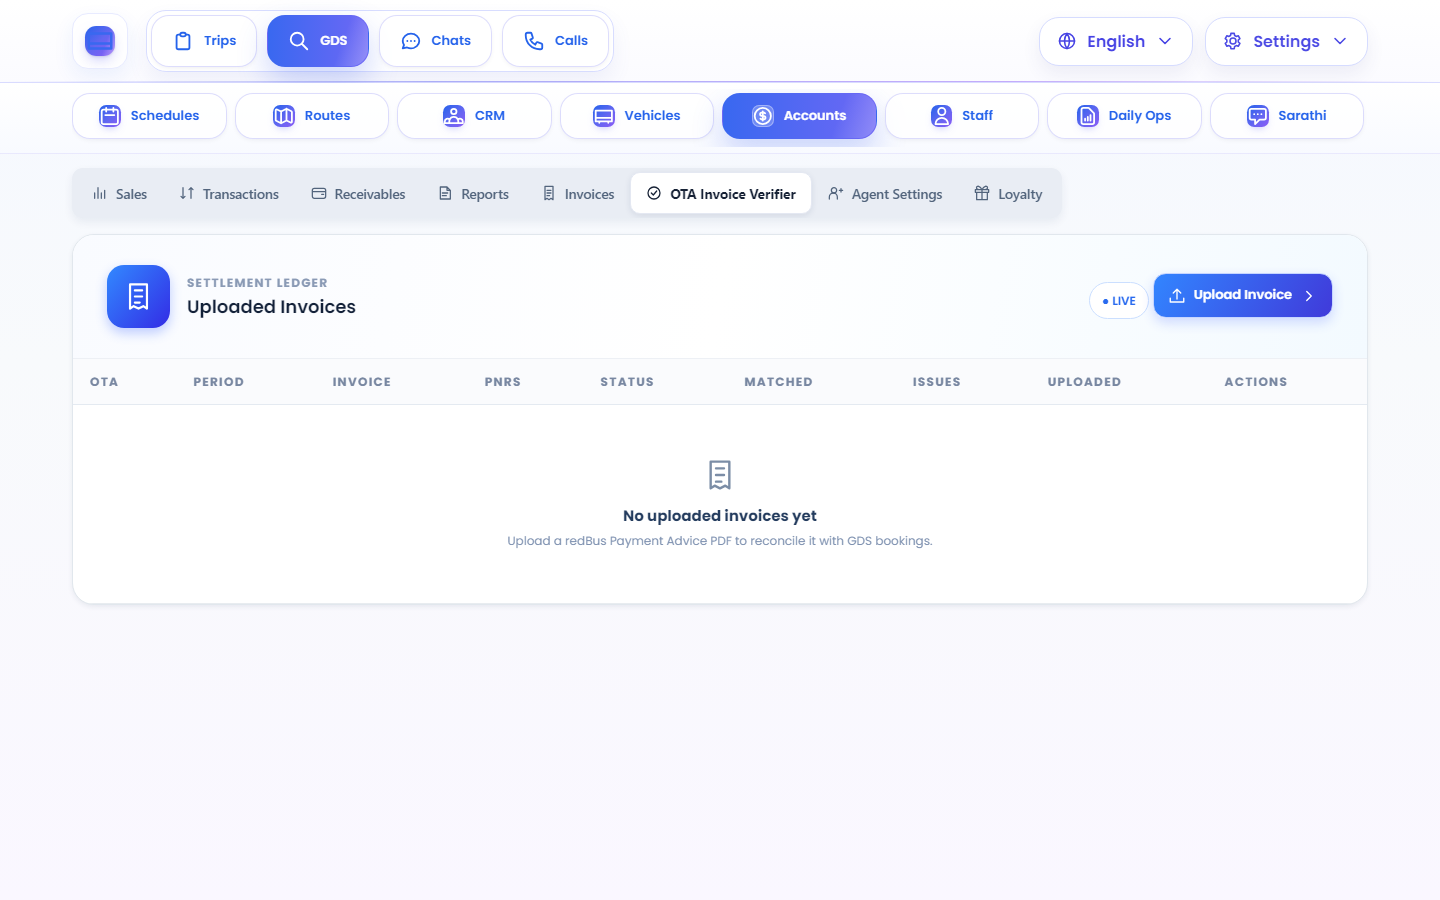 Trips
GDS
Chats
Calls
English
Settings
Schedules
Routes
CRM
Vehicles
Accounts
Staff
Daily Ops
Sarathi
Sales
Transactions
Receivables
Reports
Invoices
OTA Invoice Verifier
Agent Settings
Loyalty
SETTLEMENT LEDGER
Uploaded Invoices
● LIVE
Upload Invoice
OTA PERIOD INVOICE PNRS STATUS MATCHED ISSUES UPLOADED ACTIONS
No uploaded invoices yet
Upload a redBus Payment Advice PDF to reconcile it with GDS bookings.